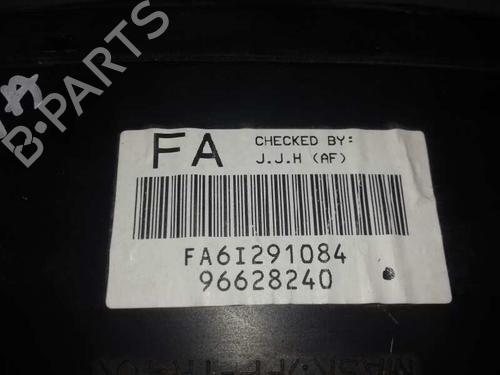 B-PARTS
FA
CHECKED BY:
J.J.H (AF)
FA6I291084
96628240